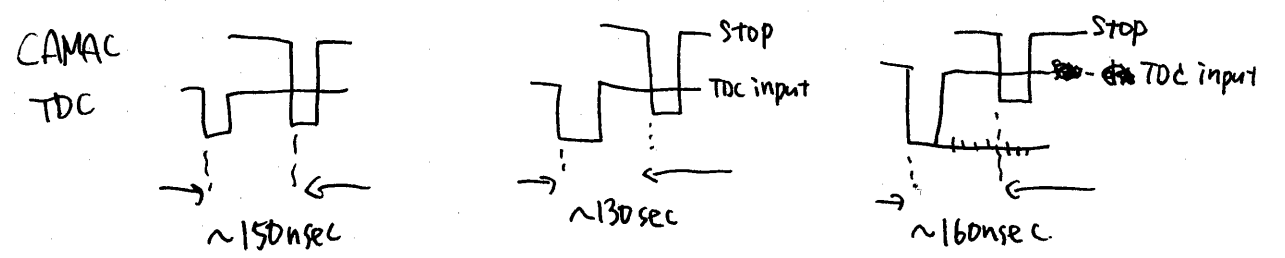 CAMAC
TDC
~150nsec
Stop
TDC input
~130sec
Stop
TDC input
~160nsec.